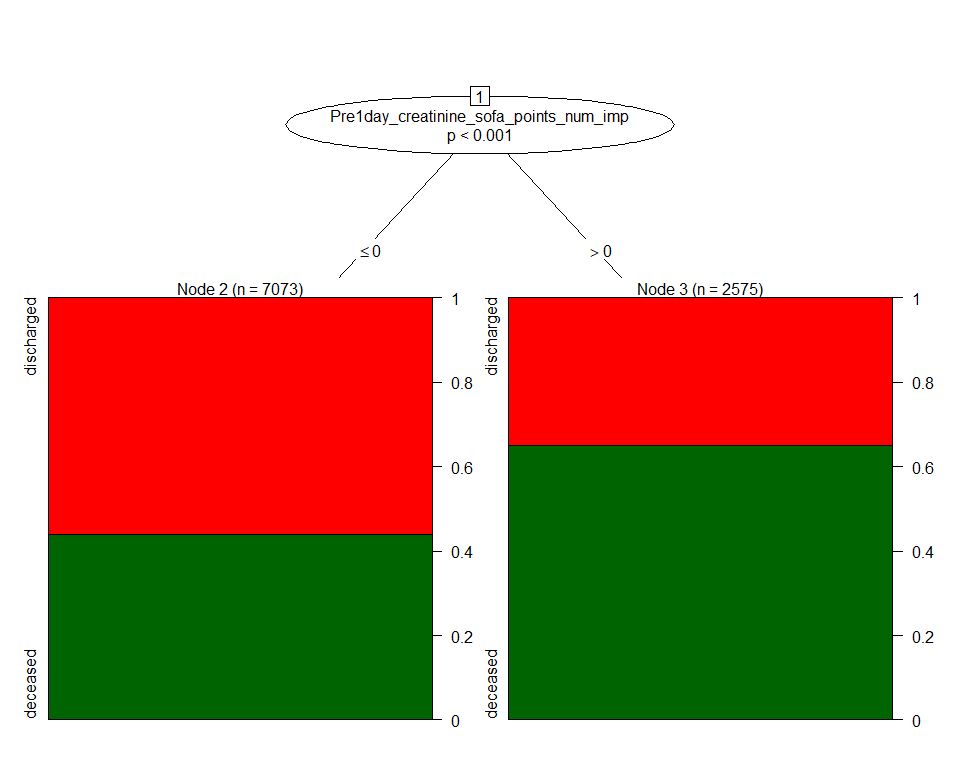 1
Pre1day_creatinine_sofa_points_num_imp
p < 0.001
≤ 0
> 0
Node 2 (n = 7073)
discharged
deceased
1
0.8
0.6
0.4
0.2
0
Node 3 (n = 2575)
discharged
deceased
1
0.8
0.6
0.4
0.2
0